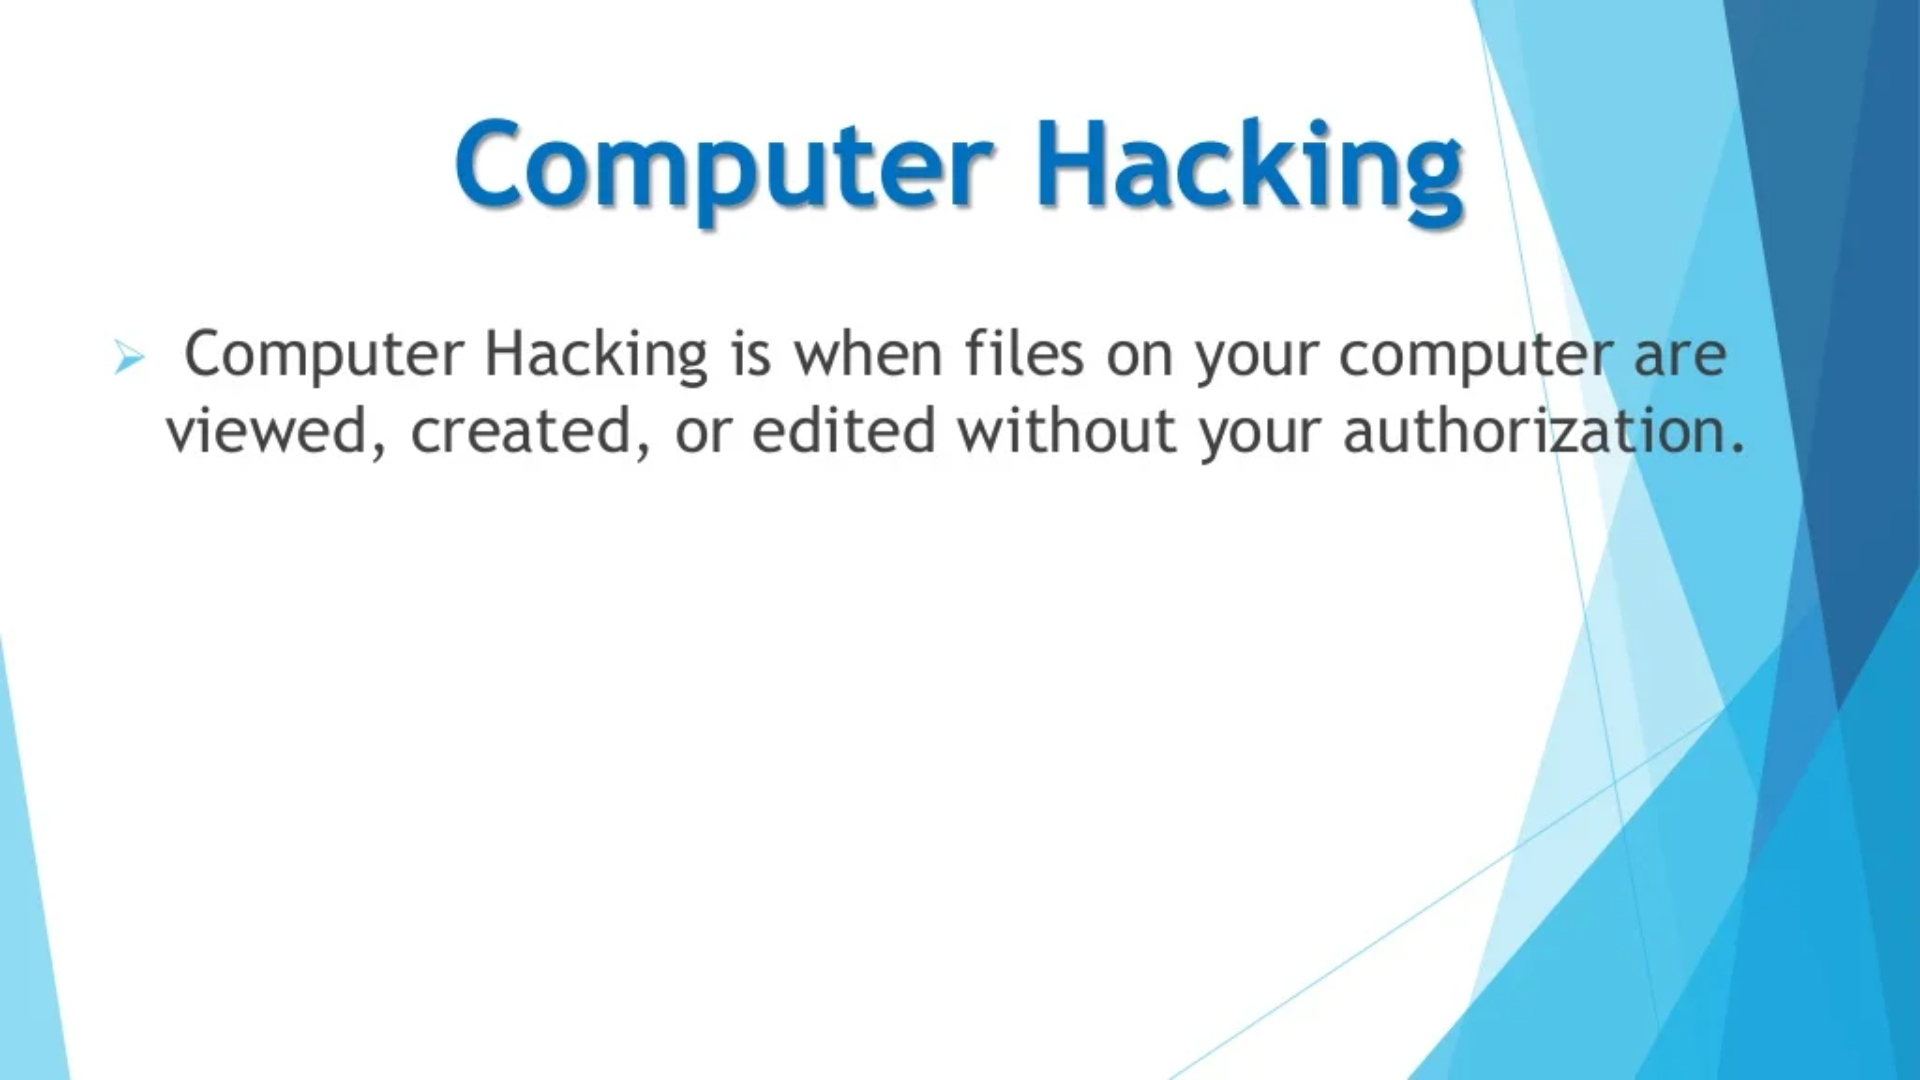 Computer Hacking
➢ Computer Hacking is when files on your computer are
viewed, created, or edited without your authorization.